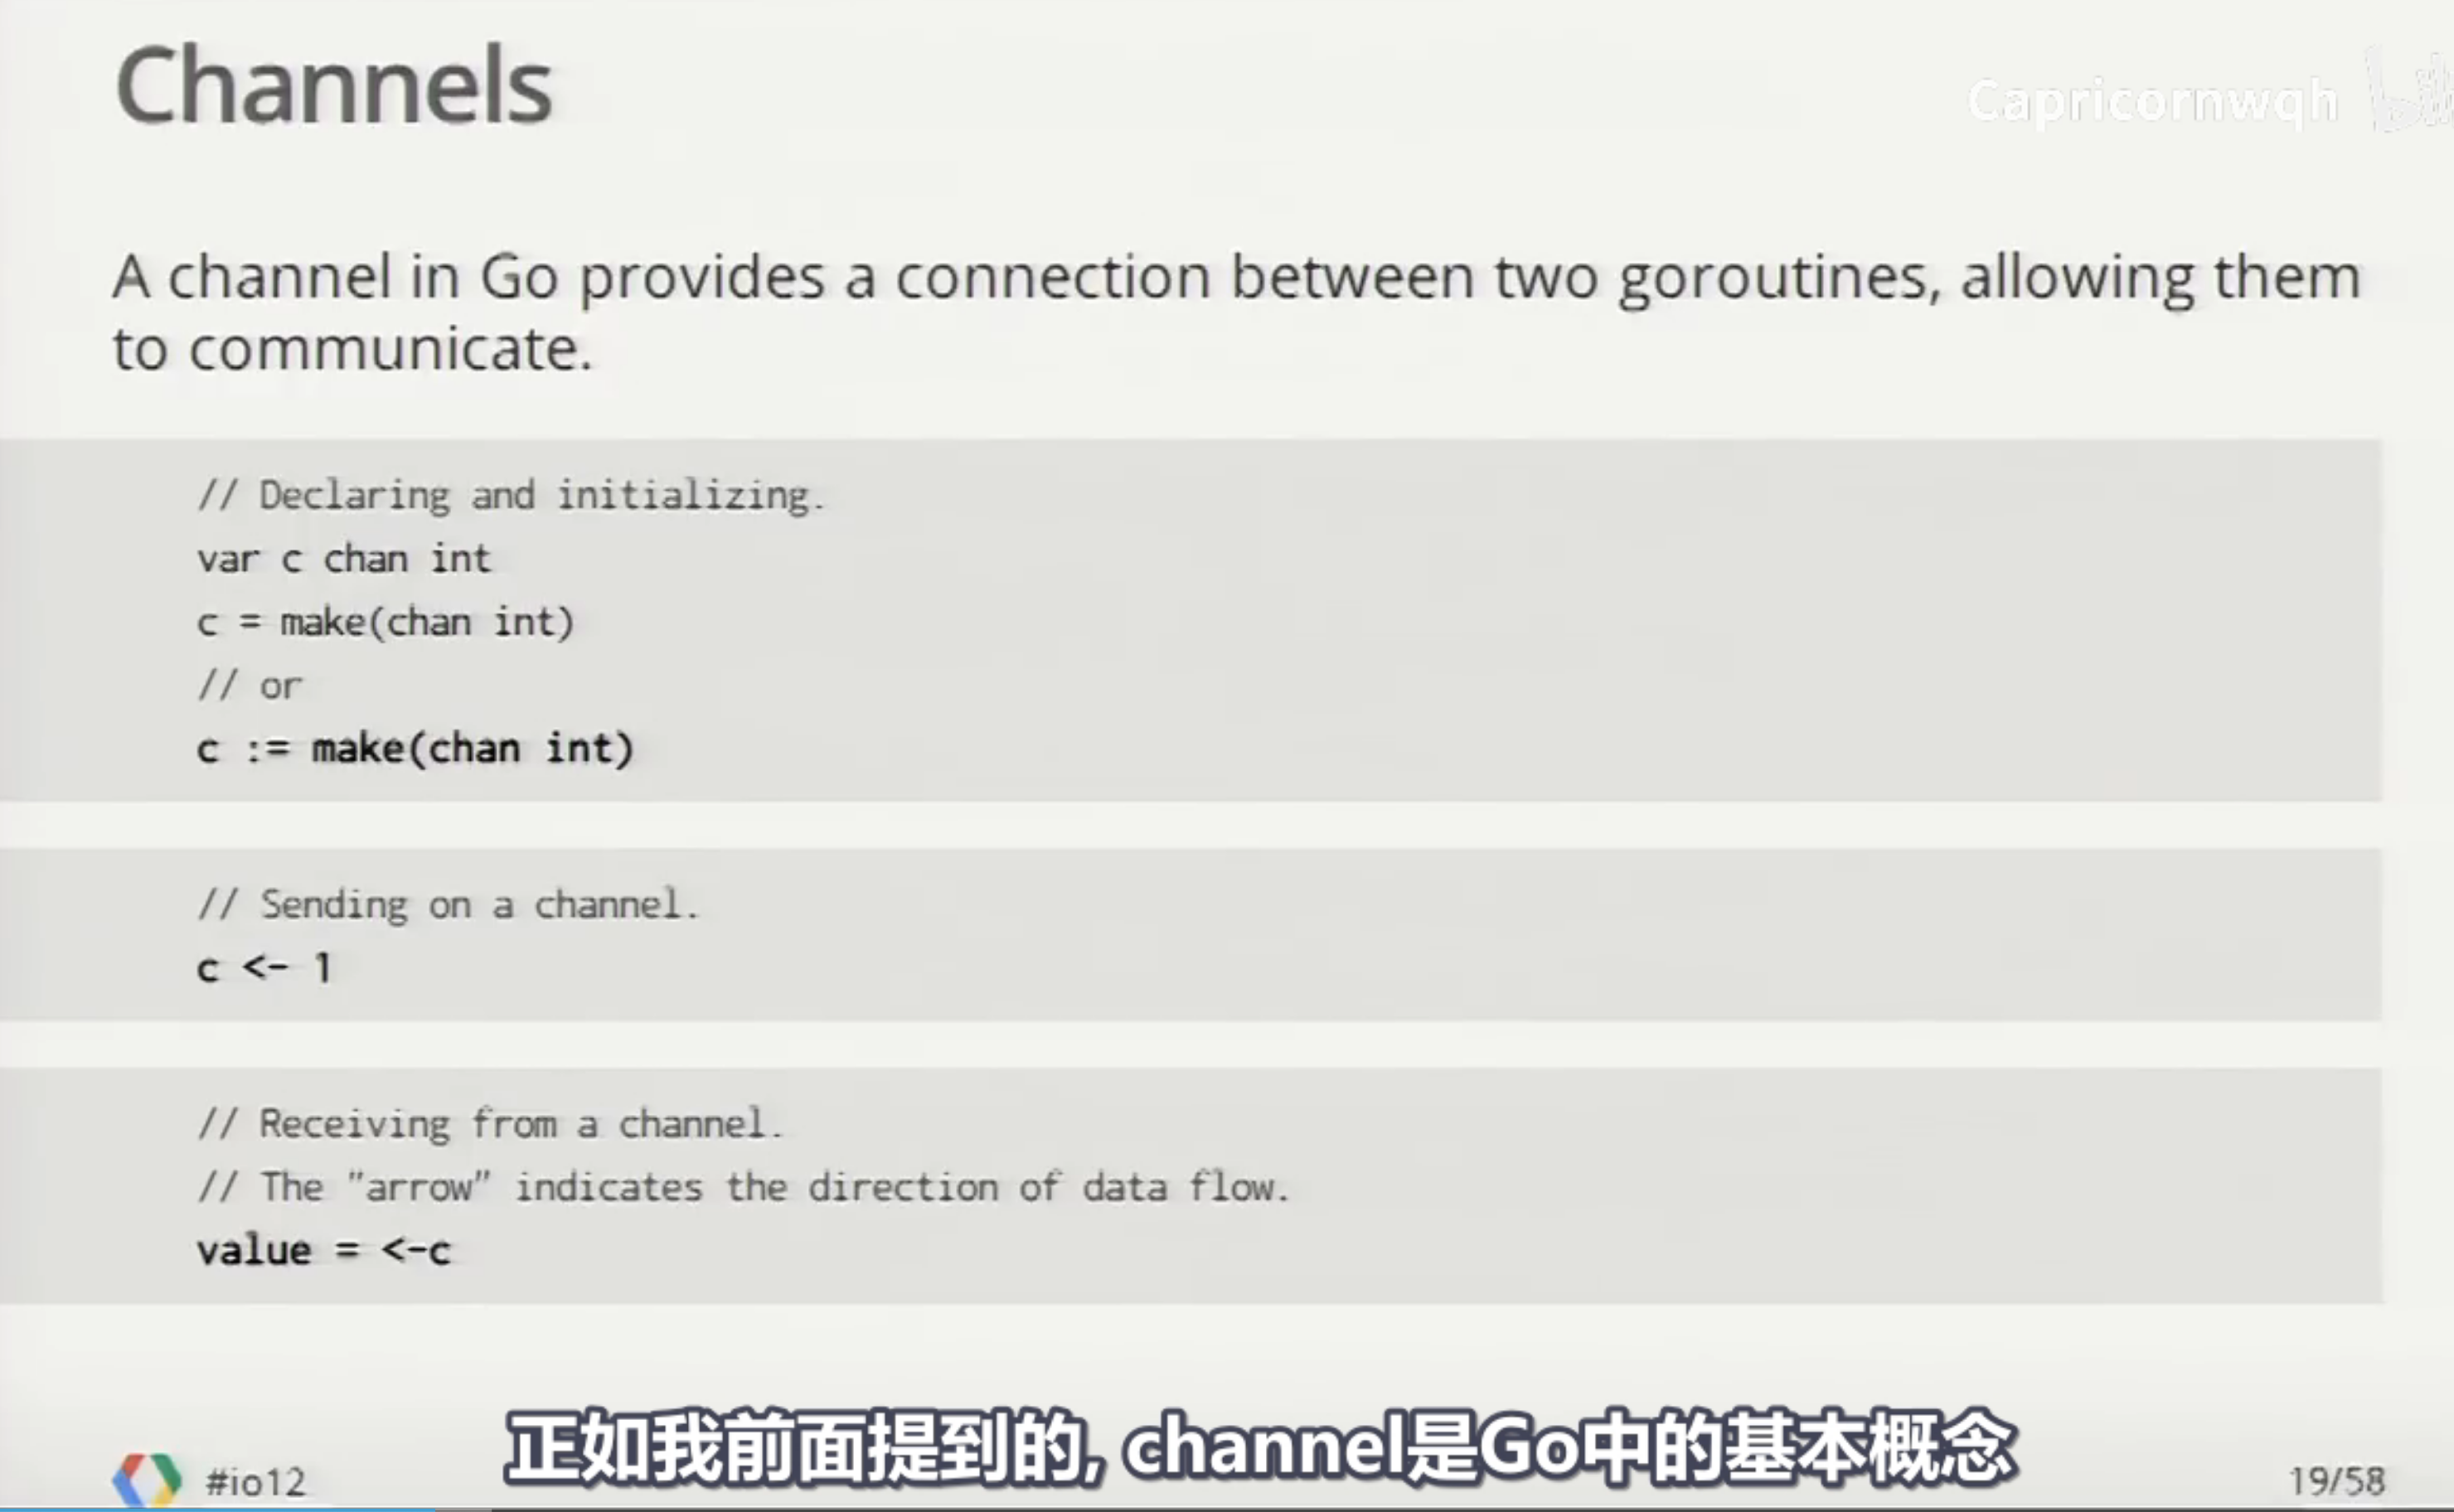 Channels
Capricornwqh
A channel in Go provides a connection between two goroutines, allowing them
to communicate.
// Declaring and initializing.
var c chan int
c = make(chan int)
// or
c := make(chan int)
// Sending on a channel.
c <- 1
// Receiving from a channel.
// The "arrow" indicates the direction of data flow.
value = <-c
正如我前面提到的, channel是Go中的基本概念
#io12
19/58